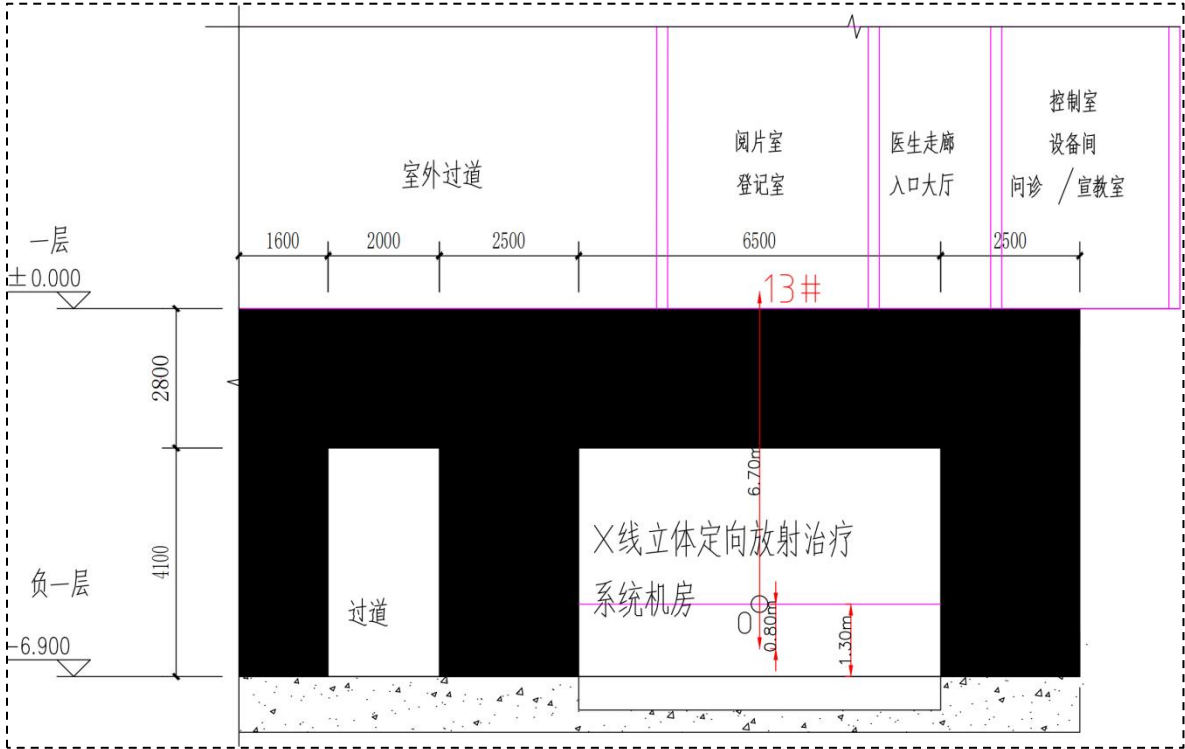 控制室
阅片室
医生走廊
设备间
室外过道
登记室
入口大厅
问诊 / 宣教室
一层
1600
2000
2500
6500
2500
±0.000
13#
2800
6.70m
4100
X线立体定向放射治疗
系统机房
负一层
过道
O
0.80m
1.30m
-6.900